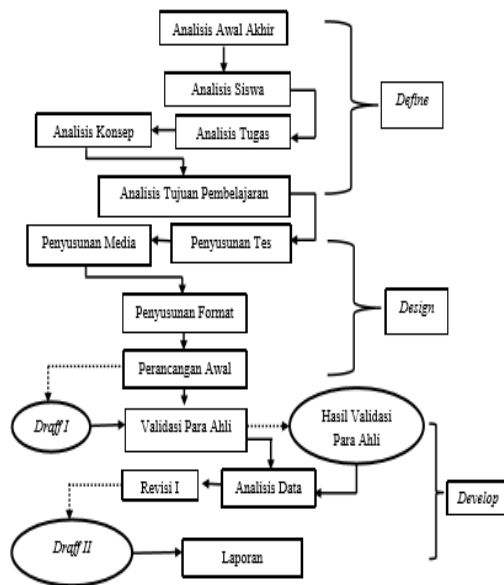 Analisis Awal Akhir
Analisis Siswa
Define
Analisis Konsep
Analisis Tugas
Analisis Tujuan Pembelajaran
Penyusunan Media
Penyusunan Tes
Design
Penyusunan Format
Perancangan Awal
Draff I
Validasi Para Ahli
Hasil Validasi
Para Ahli
Revisi I
Analisis Data
Develop
Draff II
Laporan